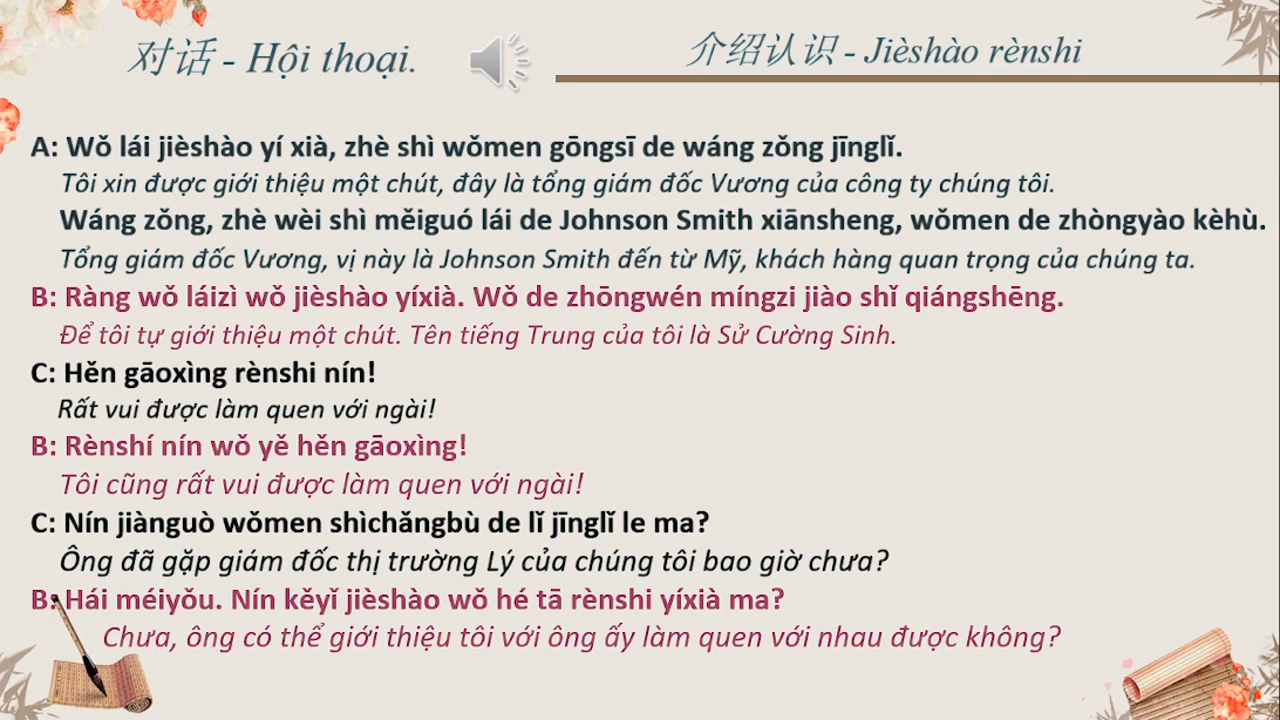 对话 - Hội thoại.
介绍认识 - Jièshào rènshi
A: Wǒ lái jièshào yí xià, zhè shì wǒmen gōngsī de wáng zǒng jīnglǐ.
Tôi xin được giới thiệu một chút, đây là tổng giám đốc Vương của công ty chúng tôi.
Wáng zǒng, zhè wèi shì měiguó lái de Johnson Smith xiānsheng, wǒmen de zhòngyào kèhù.
Tổng giám đốc Vương, vị này là Johnson Smith đến từ Mỹ, khách hàng quan trọng của chúng ta.
B: Ràng wǒ láizì wǒ jièshào yíxià. Wǒ de zhōngwén míngzi jiào shǐ qiángshēng.
Để tôi tự giới thiệu một chút. Tên tiếng Trung của tôi là Sử Cường Sinh.
C: Hěn gāoxìng rènshi nín!
Rất vui được làm quen với ngài!
B: Rènshí nín wǒ yě hěn gāoxìng!
Tôi cũng rất vui được làm quen với ngài!
C: Nín jiànguò wǒmen shìchǎngbù de lǐ jīnglǐ le ma?
Ông đã gặp giám đốc thị trường Lý của chúng tôi bao giờ chưa?
B: Hái méiyǒu. Nín kěyǐ jièshào wǒ hé tā rènshi yíxià ma?
Chưa, ông có thể giới thiệu tôi với ông ấy làm quen với nhau được không?